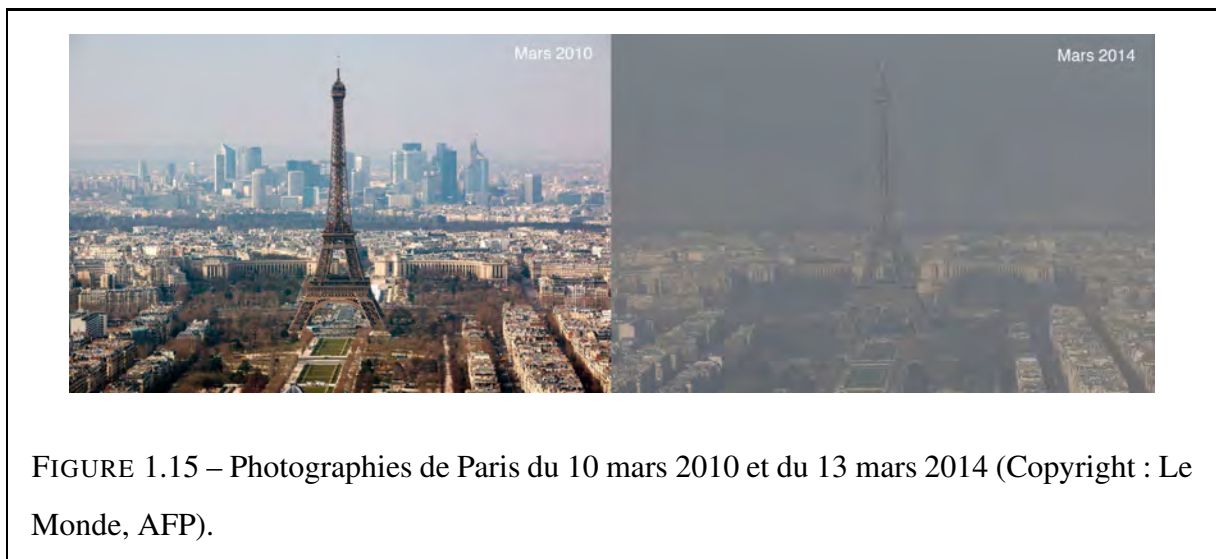 Mars 2010
Mars 2014
FIGURE 1.15 – Photographies de Paris du 10 mars 2010 et du 13 mars 2014 (Copyright : Le
Monde, AFP).